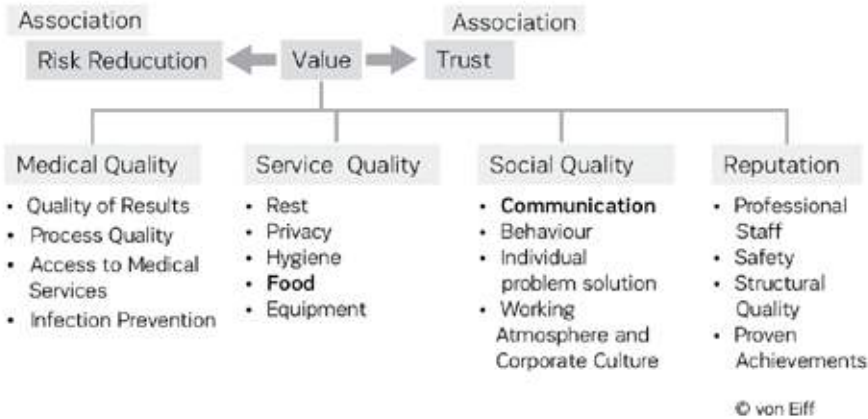 Association
Association
Risk Reducution
Value
Trust
Medical Quality
• Quality of Results
• Process Quality
• Access to Medical
Services
• Infection Prevention
Service Quality
• Rest
• Privacy
• Hygiene
• Food
• Equipment
Social Quality
• Communication
• Behaviour
• Individual
problem solution
• Working
Atmosphere and
Corporate Culture
Reputation
• Professional
Staff
• Safety
• Structural
Quality
• Proven
Achievements
© von Eiff